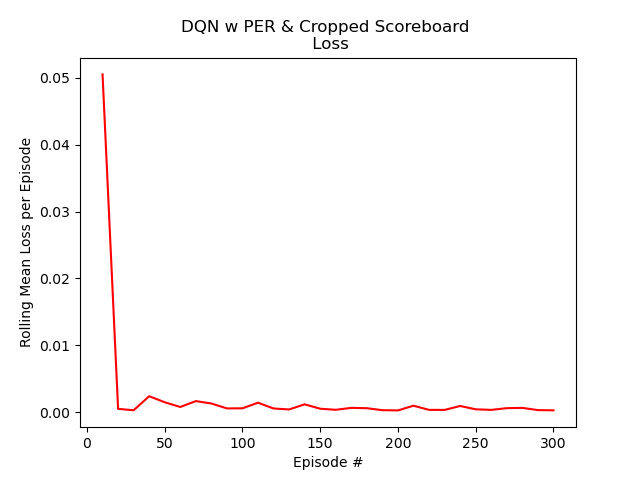 DQN w PER & Cropped Scoreboard
Loss
Rolling Mean Loss per Episode
0.05
0.04
0.03
0.02
0.01
0.00
0 50 100 150 200 250 300
Episode #